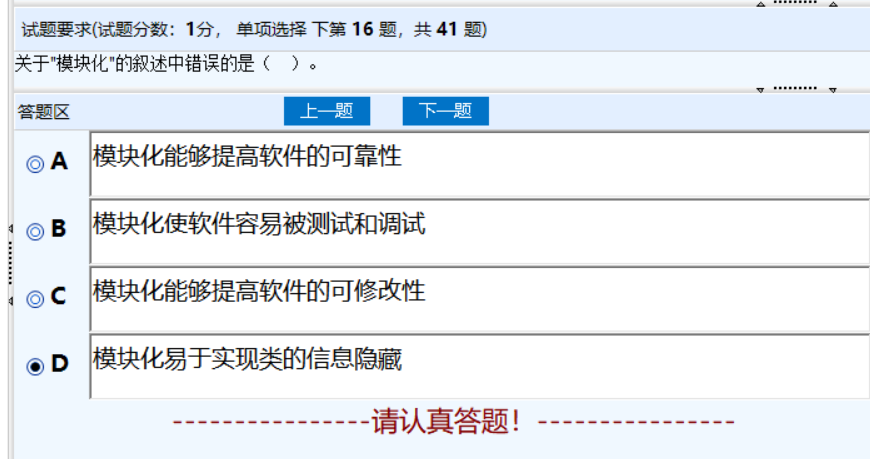 试题要求(试题分数：1分， 单项选择 下第 16 题，共 41 题)
关于"模块化"的叙述中错误的是（ ）。
答题区 上一题 下一题
A 模块化能够提高软件的可靠性
B 模块化使软件容易被测试和调试
C 模块化能够提高软件的可修改性
D 模块化易于实现类的信息隐藏
----------------请认真答题！----------------